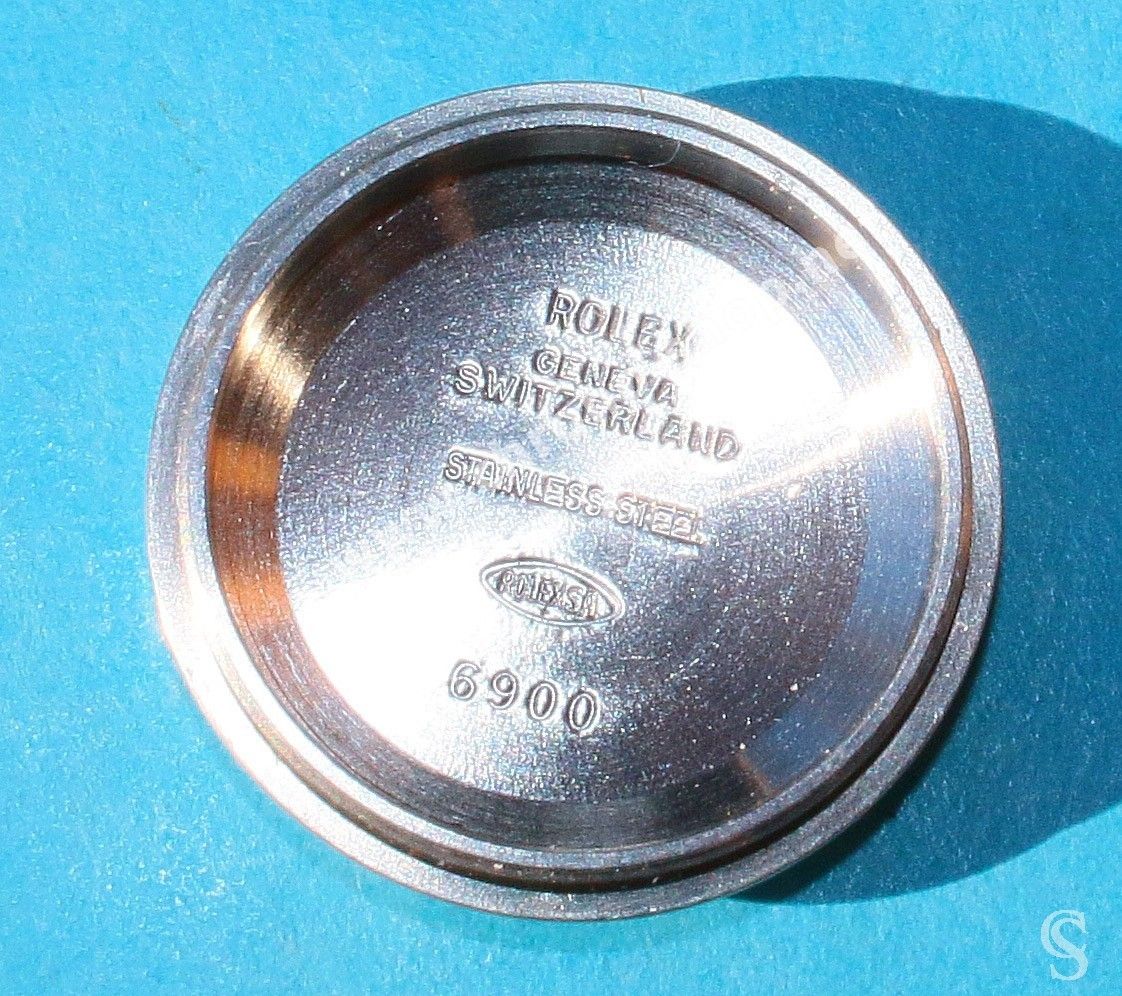 ROLEX
GENEVA
SWITZERLAND
STAINLESS STEEL
ROLEX SA
6900